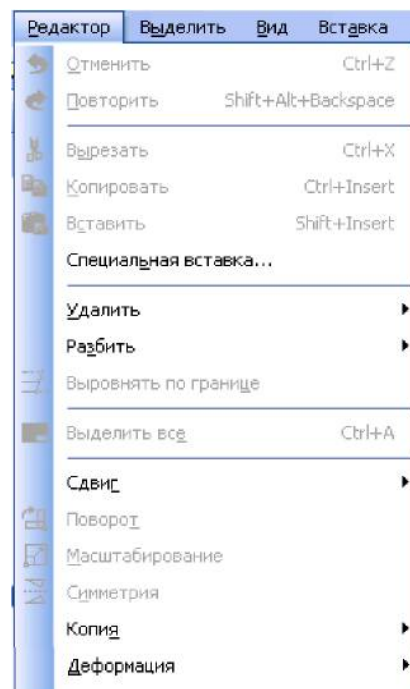 Редактор Выделить Вид Вставка
Отменить Ctrl+Z
Повторить Shift+Alt+Backspace
Вырезать Ctrl+X
Копировать Ctrl+Insert
Вставить Shift+Insert
Специальная вставка...
Удалить
Разбить
Выровнять по границе
Выделить все Ctrl+A
Сдвиг
Поворот
Масштабирование
Симметрия
Копия
Деформация